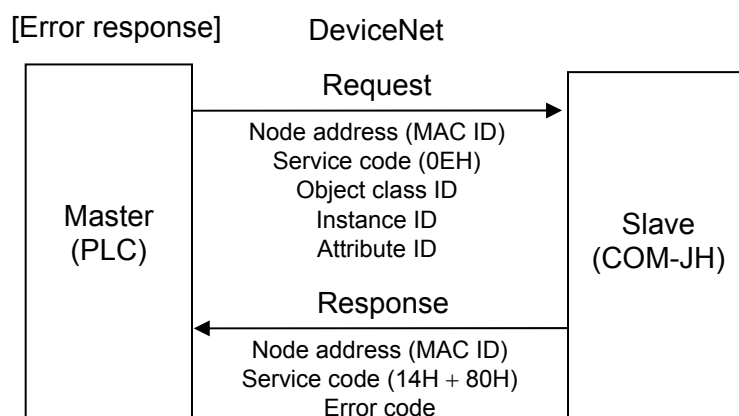 [Error response]
DeviceNet
Request
Node address (MAC ID)
Service code (0EH)
Object class ID
Instance ID
Attribute ID
Master
(PLC)
Slave
(COM-JH)
Response
Node address (MAC ID)
Service code (14H + 80H)
Error code